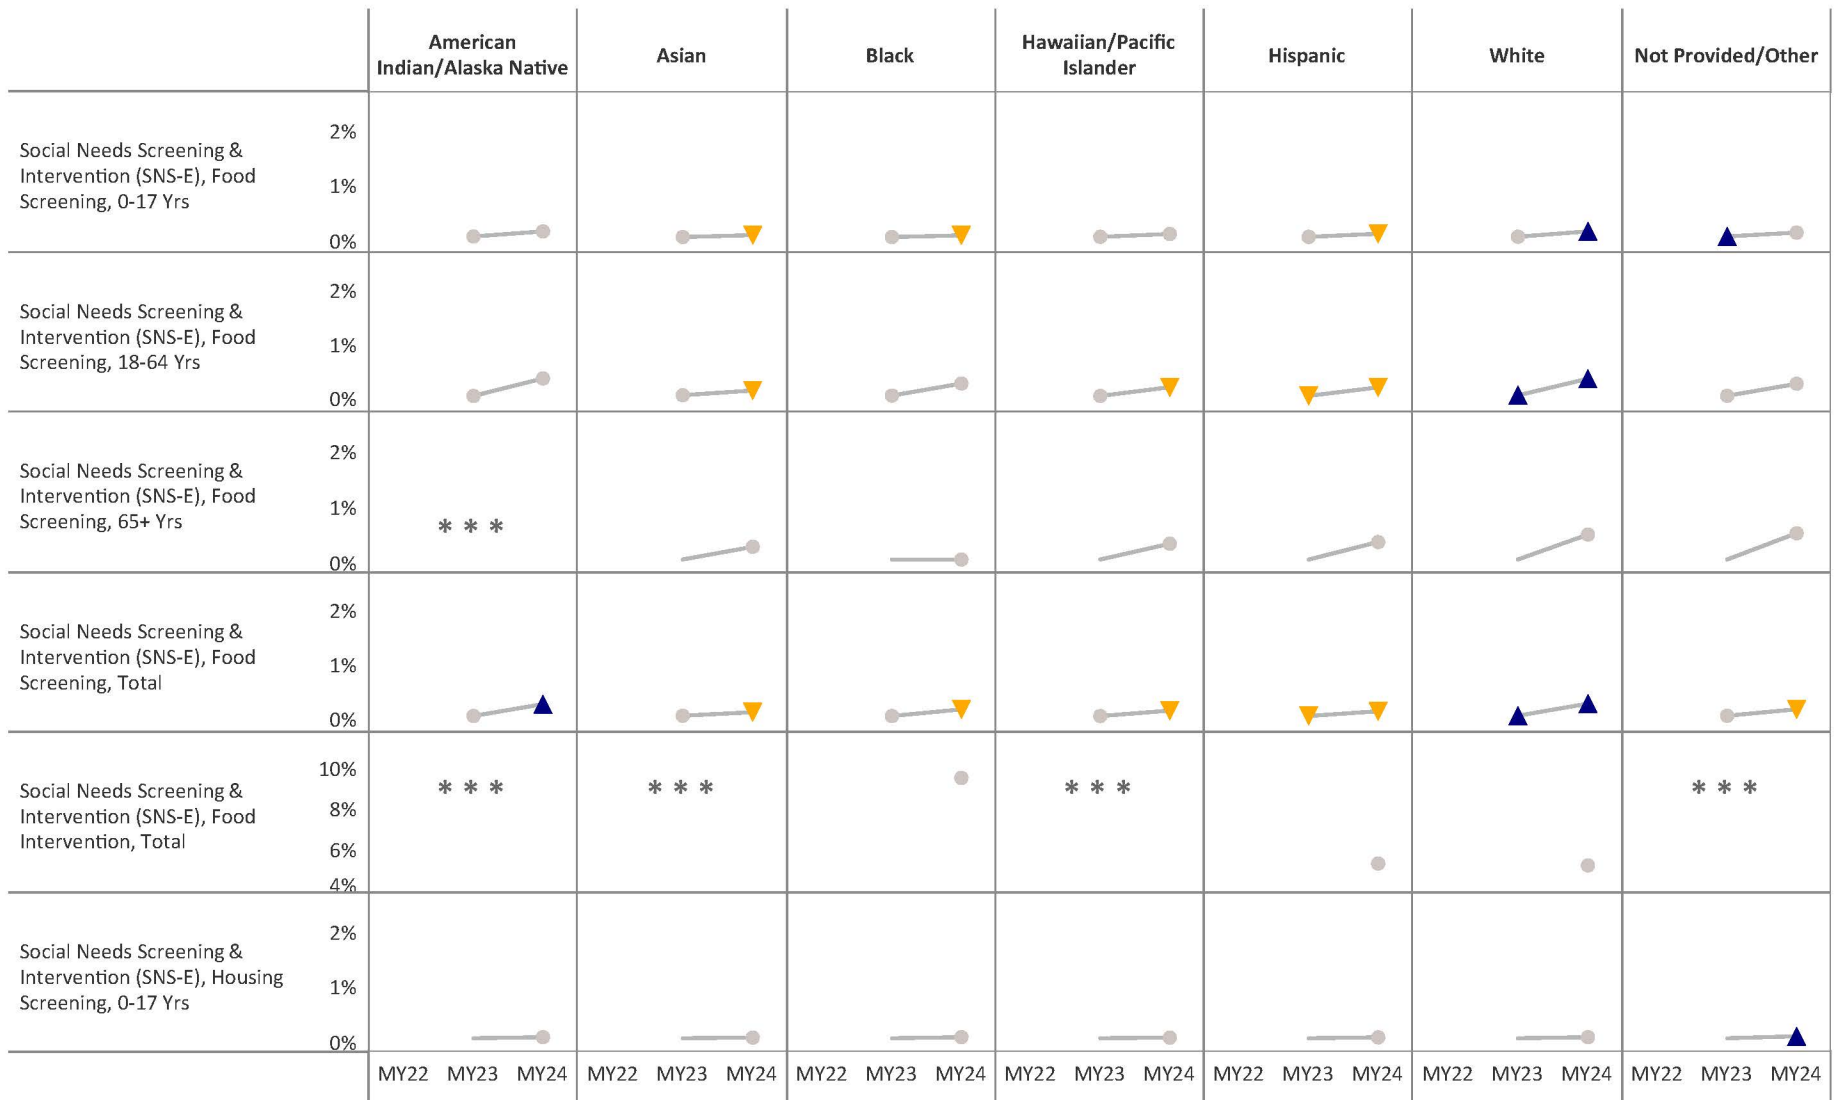 American
Indian/Alaska Native
Asian
Black
Hawaiian/Pacific
Islander
Hispanic
White
Not Provided/Other
Social Needs Screening &
Intervention (SNS-E), Food
Screening, 0-17 Yrs
2%
1%
0%
Social Needs Screening &
Intervention (SNS-E), Food
Screening, 18-64 Yrs
2%
1%
0%
Social Needs Screening &
Intervention (SNS-E), Food
Screening, 65+ Yrs
2%
1%
0%
* * *
Social Needs Screening &
Intervention (SNS-E), Food
Screening, Total
2%
1%
0%
Social Needs Screening &
Intervention (SNS-E), Food
Intervention, Total
10%
8%
6%
4%
* * *
* * *
* * *
* * *
Social Needs Screening &
Intervention (SNS-E), Housing
Screening, 0-17 Yrs
2%
1%
0%
MY22 MY23 MY24 MY22 MY23 MY24 MY22 MY23 MY24 MY22 MY23 MY24 MY22 MY23 MY24 MY22 MY23 MY24 MY22 MY23 MY24